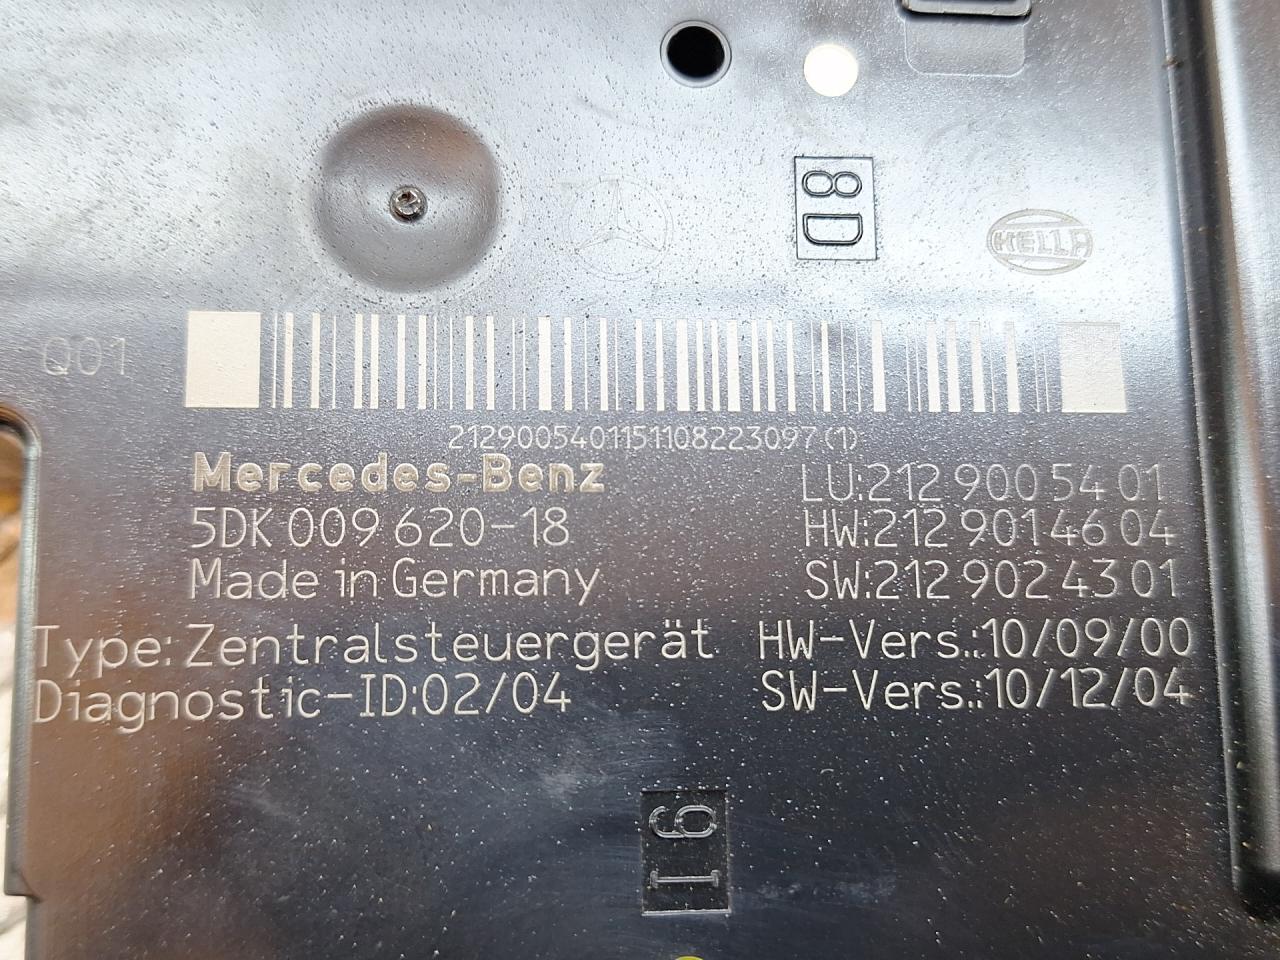 8D
HELLA
Q01
2129005401151108223097(1)
Mercedes-Benz
LU:212 900 54 01
5DK 009 620-18
HW:212 901 46 04
Made in Germany
SW:212 902 43 01
Type: Zentralsteuergerät
HW-Vers.:10/09/00
Diagnostic-ID:02/04
SW-Vers.:10/12/04
16